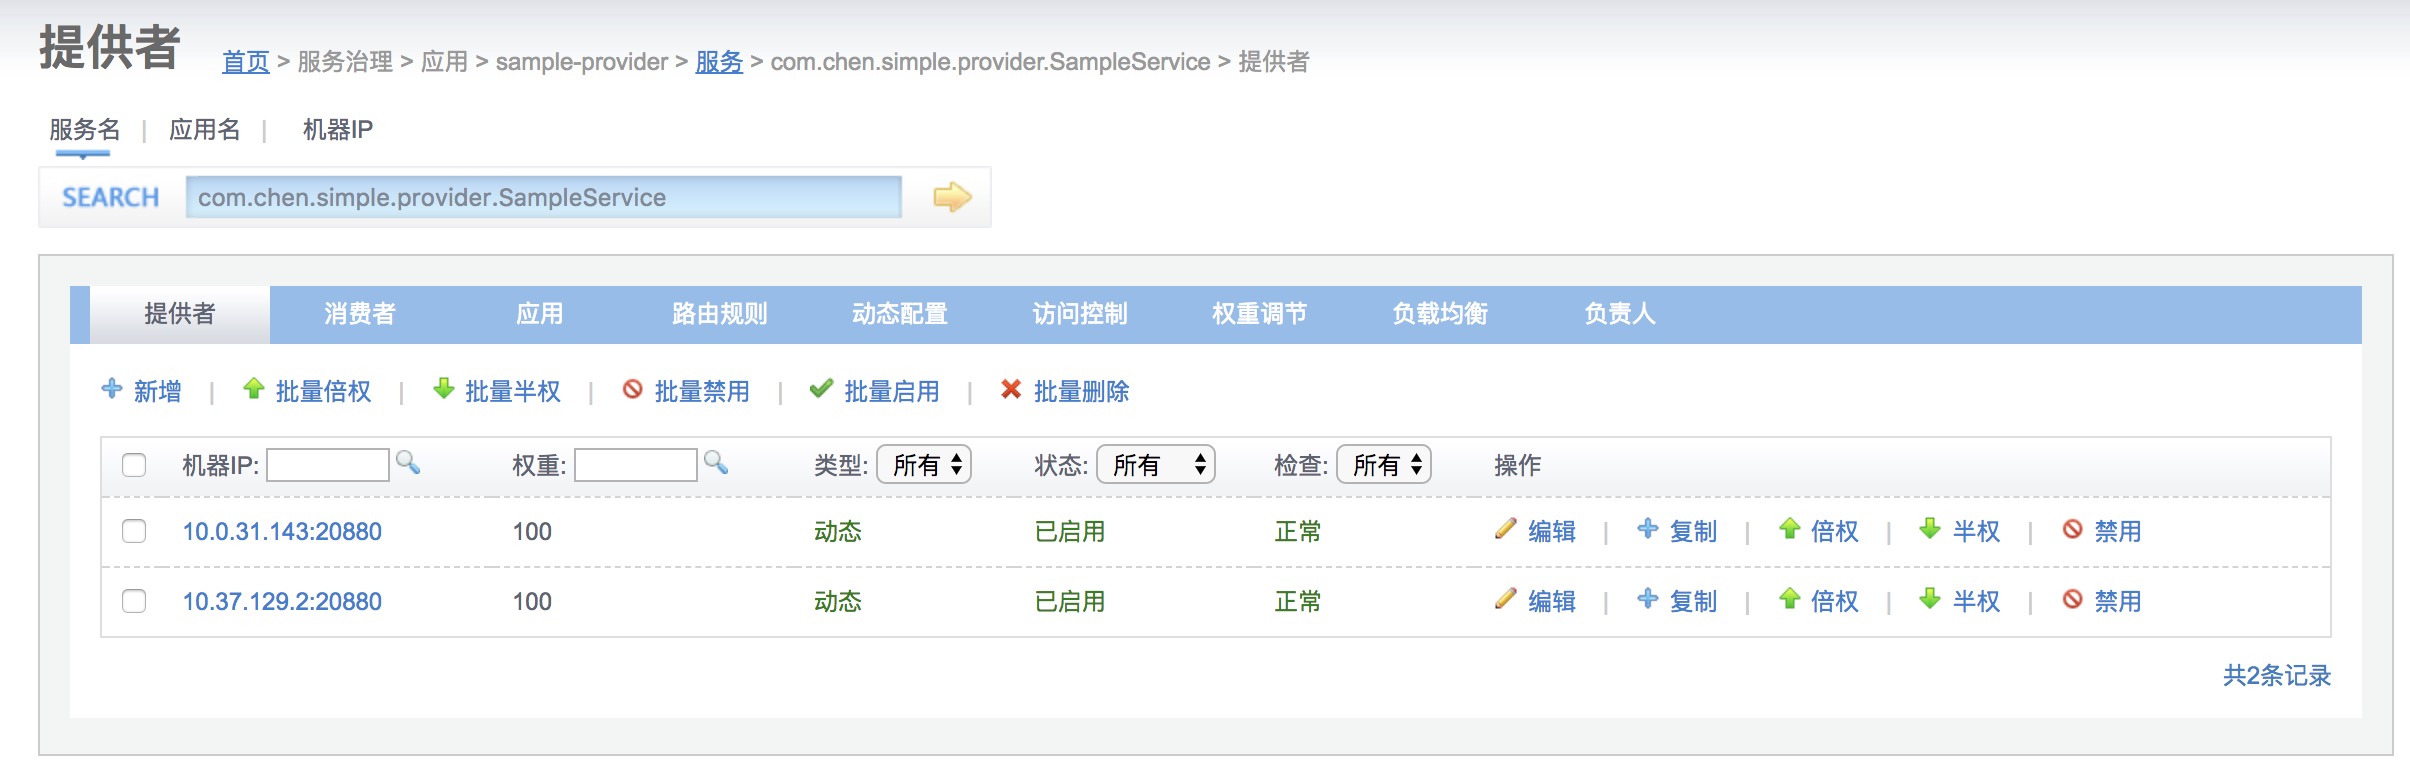 提供者 首页 > 服务治理 > 应用 > sample-provider > 服务 > com.chen.simple.provider.SampleService > 提供者
服务名 | 应用名 | 机器IP
SEARCH com.chen.simple.provider.SampleService
提供者 消费者 应用 路由规则 动态配置 访问控制 权重调节 负载均衡 负责人
新增 | 批量倍权 | 批量半权 | 批量禁用 | 批量启用 | 批量删除
机器IP: 权重: 类型: 所有 状态: 所有 检查: 所有 操作
10.0.31.143:20880 100 动态 已启用 正常 编辑 | 复制 | 倍权 | 半权 | 禁用
10.37.129.2:20880 100 动态 已启用 正常 编辑 | 复制 | 倍权 | 半权 | 禁用
共2条记录